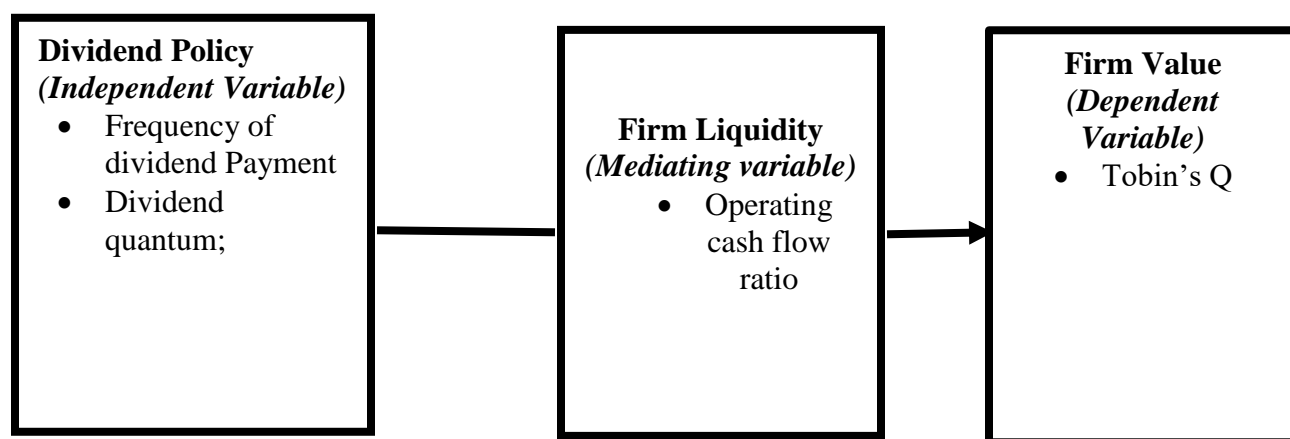 Dividend Policy
(Independent Variable)
• Frequency of
dividend Payment
• Dividend
quantum;
Firm Liquidity
(Mediating variable)
• Operating
cash flow
ratio
Firm Value
(Dependent
Variable)
• Tobin’s Q